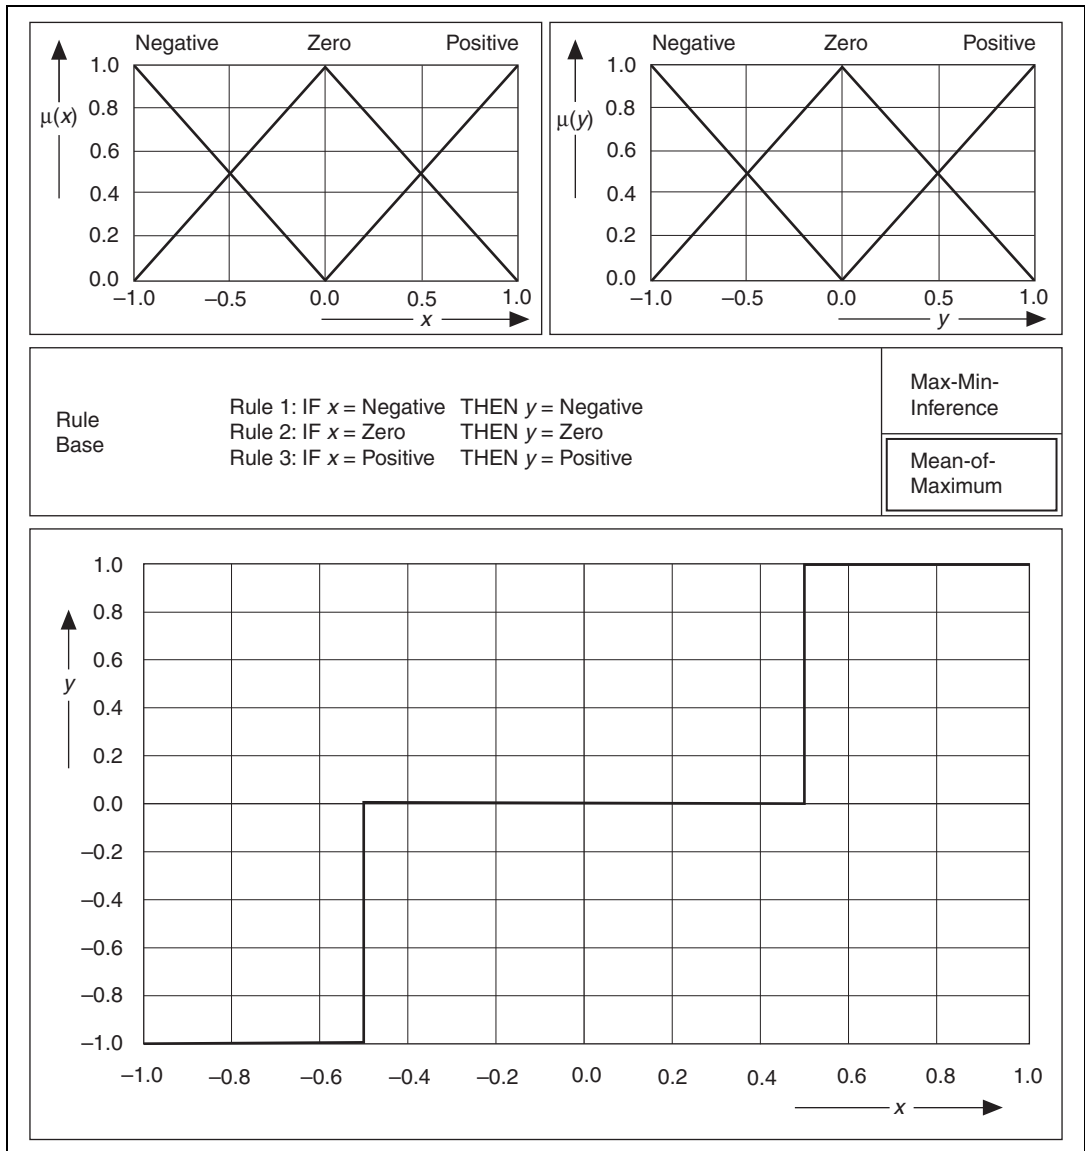 Negative Zero Positive
1.0
0.8
μ(x)
0.6
0.4
0.2
0.0
–1.0 –0.5 0.0 0.5 1.0
x
Negative Zero Positive
1.0
0.8
μ(y)
0.6
0.4
0.2
0.0
–1.0 –0.5 0.0 0.5 1.0
y
Rule
Base
Rule 1: IF x = Negative THEN y = Negative
Rule 2: IF x = Zero THEN y = Zero
Rule 3: IF x = Positive THEN y = Positive
Max-Min-
Inference
Mean-of-
Maximum
1.0
0.8
0.6
y
0.4
0.2
0.0
–0.2
–0.4
–0.6
–0.8
–1.0
–1.0 –0.8 –0.6 –0.4 –0.2 0.0 0.2 0.4 0.6 0.8 1.0
x